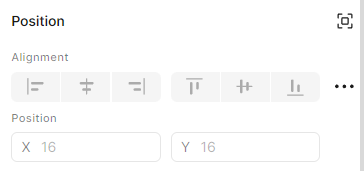 Position
Alignment
Position
X 16 Y 16